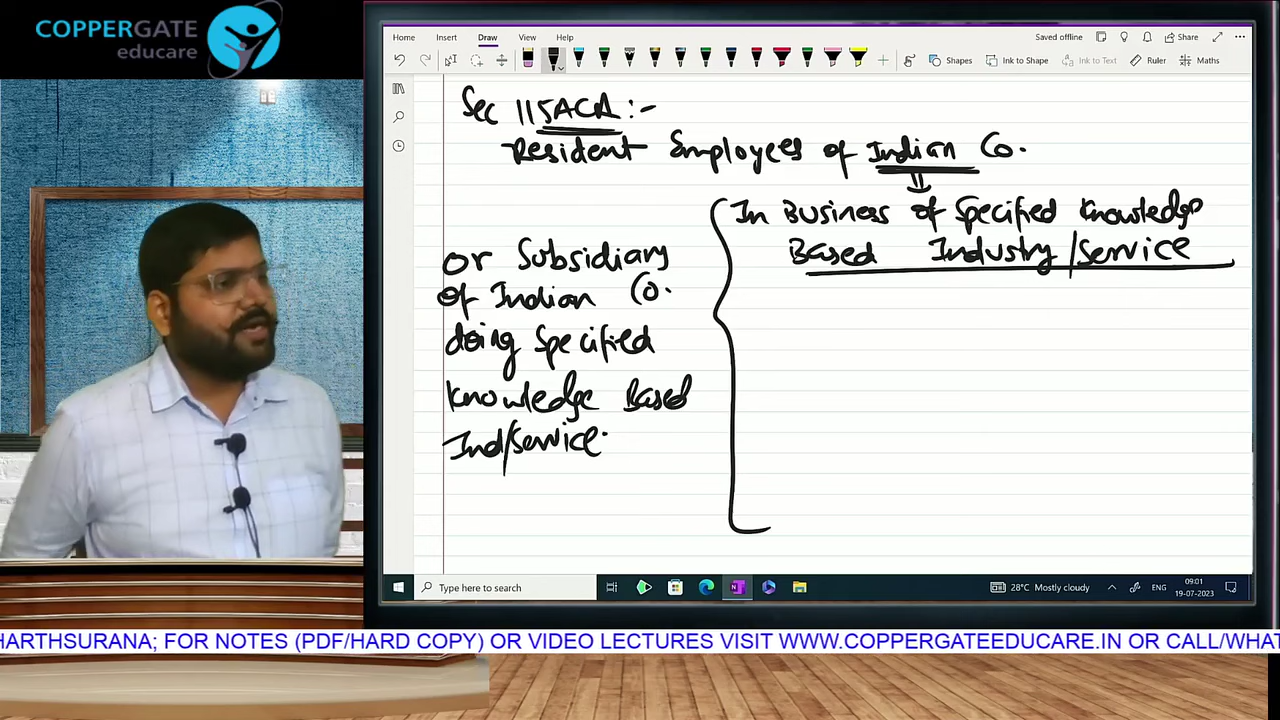 COPPERGATE
educare
Home Insert Draw View Help
Saved offline
Share
Shapes
Ink to Shape
Ink to Text
Ruler
Maths
Sec 115ACA :-
Resident Employees of Indian Co.
In Business of Specified Knowledge
Based Industry/Service
or Subsidiary
of Indian Co.
doing Specified
Knowledge Based
Ind/Service.
Type here to search
28°C Mostly cloudy
ENG
09:01
19-07-2023
HARTHSURANA; FOR NOTES (PDF/HARD COPY) OR VIDEO LECTURES VISIT WWW.COPPERGATEEDUCARE.IN OR CALL/WHAT